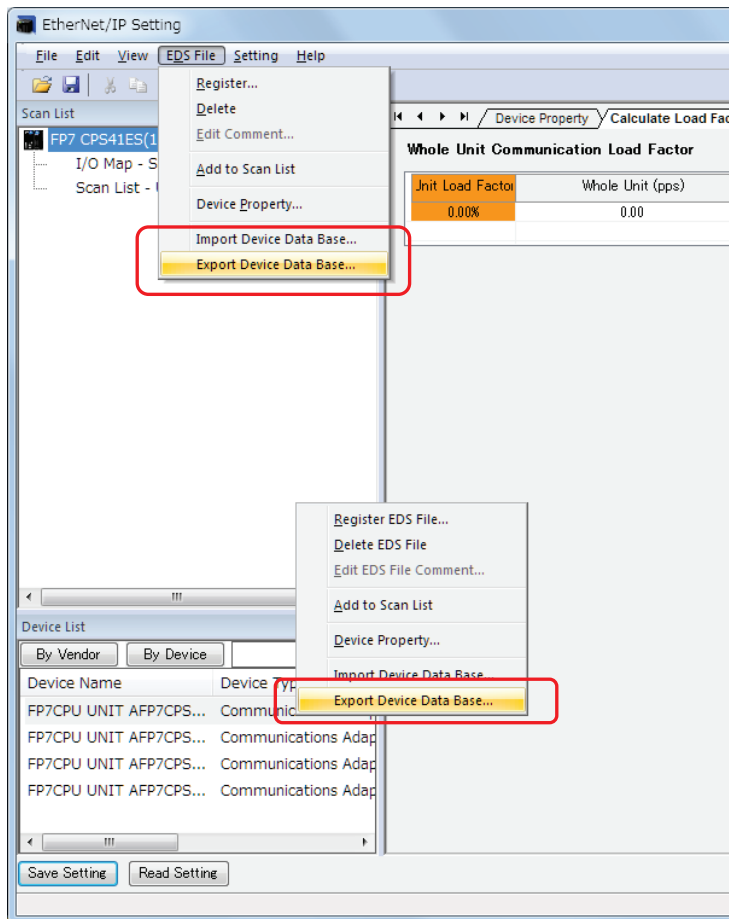 EtherNet/IP Setting
File Edit View EDS File Setting Help
Register...
Delete
Edit Comment...
Add to Scan List
Device Property...
Import Device Data Base...
Export Device Data Base...
Scan List
FP7 CPS41ES(1
I/O Map - S
Scan List -
Device Property Calculate Load Fac
Whole Unit Communication Load Factor
Unit Load Factor Whole Unit (pps)
0.00% 0.00
Register EDS File...
Delete EDS File
Edit EDS File Comment...
Add to Scan List
Device Property...
Import Device Data Base...
Export Device Data Base...
Device List
By Vendor By Device
Device Name Device Typ
FP7CPU UNIT AFP7CPS... Communic
FP7CPU UNIT AFP7CPS... Communications Adap
FP7CPU UNIT AFP7CPS... Communications Adap
FP7CPU UNIT AFP7CPS... Communications Adap
Save Setting Read Setting